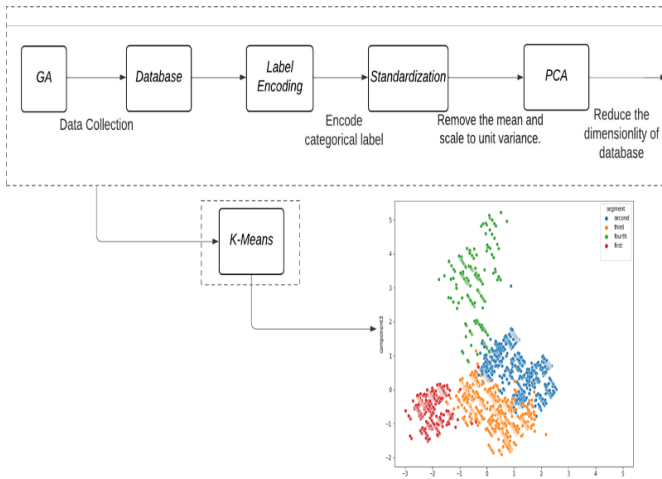 GA
Database
Label
Encoding
Standardization
PCA
Data Collection
Encode
categorical label
Remove the mean and
scale to unit variance.
Reduce the
dimensionlity of
database
K-Means
segment
second
third
fourth
first
component3
5
4
3
2
1
0
−1
−2
−3 −2 −1 0 1 2 3 4 5